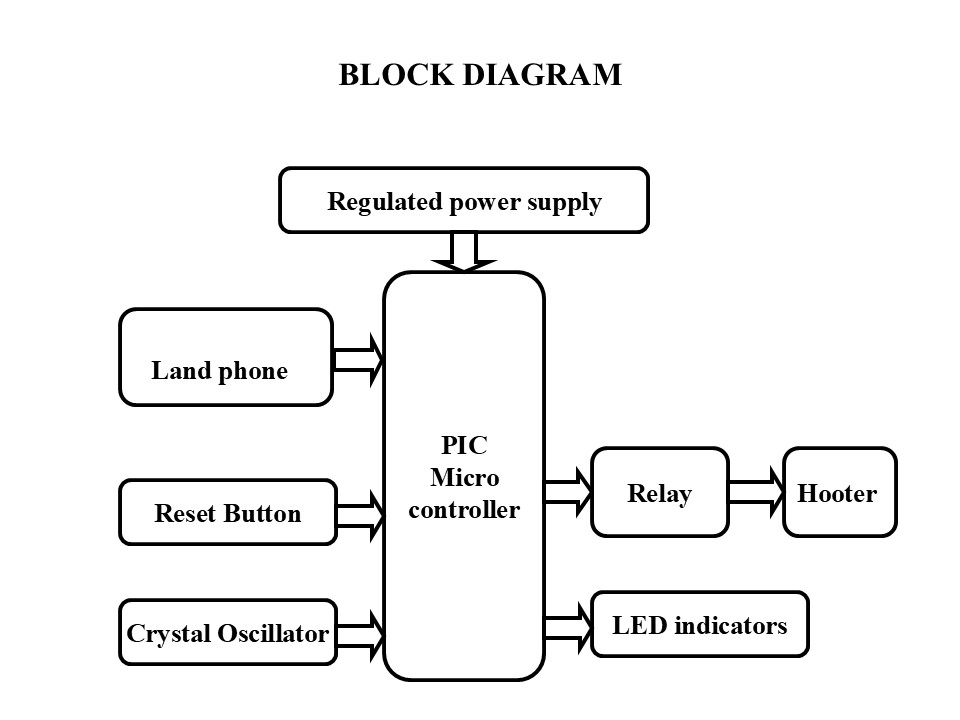 BLOCK DIAGRAM
Regulated power supply
Land phone
PIC
Micro
controller
Reset Button
Relay
Hooter
Crystal Oscillator
LED indicators